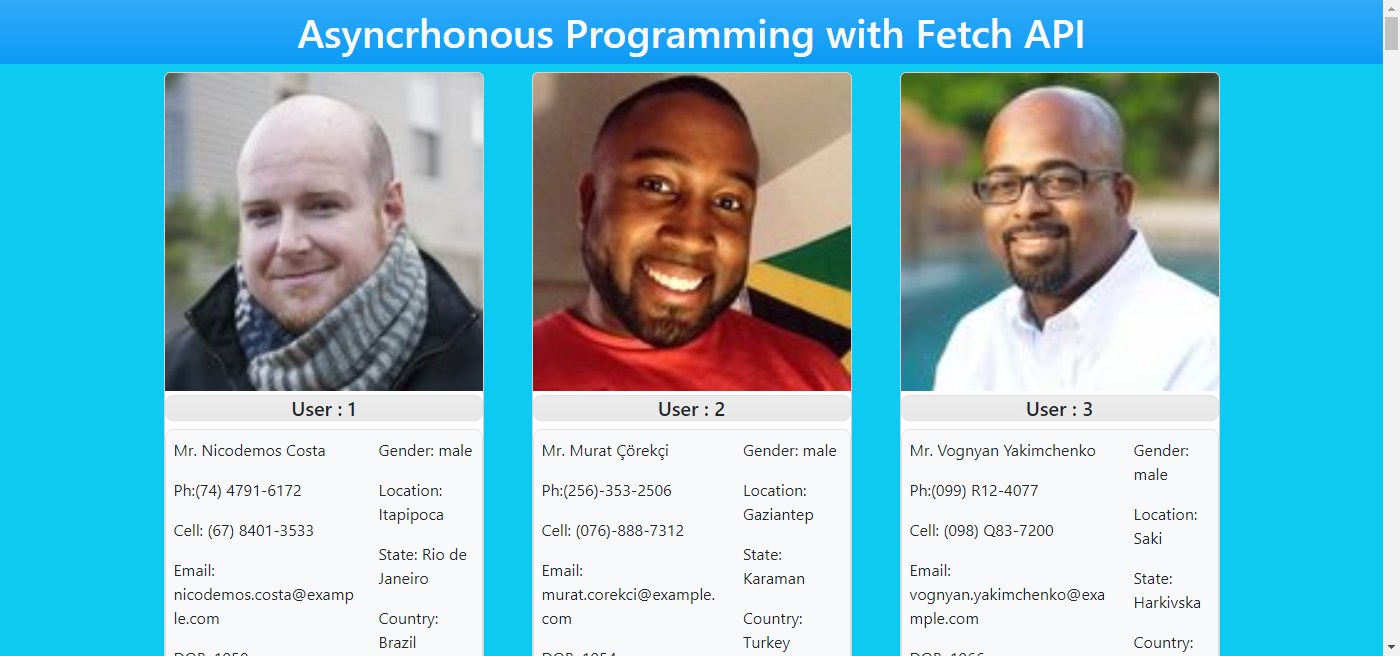 Asyncrhonous Programming with Fetch API
User : 1
Mr. Nicodemos Costa
Ph:(74) 4791-6172
Cell: (67) 8401-3533
Email:
nicodemos.costa@examp
le.com
Gender: male
Location:
Itapipoca
State: Rio de
Janeiro
Country:
Brazil
User : 2
Mr. Murat Çörekçi
Ph:(256)-353-2506
Cell: (076)-888-7312
Email:
murat.corekci@example.
com
Gender: male
Location:
Gaziantep
State:
Karaman
Country:
Turkey
User : 3
Mr. Vognyan Yakimchenko
Ph:(099) R12-4077
Cell: (098) Q83-7200
Email:
vognyan.yakimchenko@exa
mple.com
Gender:
male
Location:
Saki
State:
Harkivska
Country: